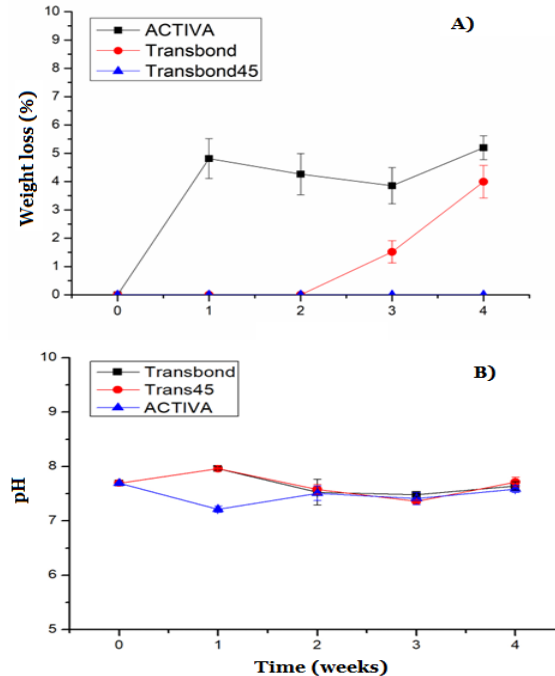 A)
ACTIVA
Transbond
Transbond45
Weight loss (%)
10
9
8
7
6
5
4
3
2
1
0
0 1 2 3 4
B)
Transbond
Trans45
ACTIVA
pH
10
9
8
7
6
5
0 1 2 3 4
Time (weeks)